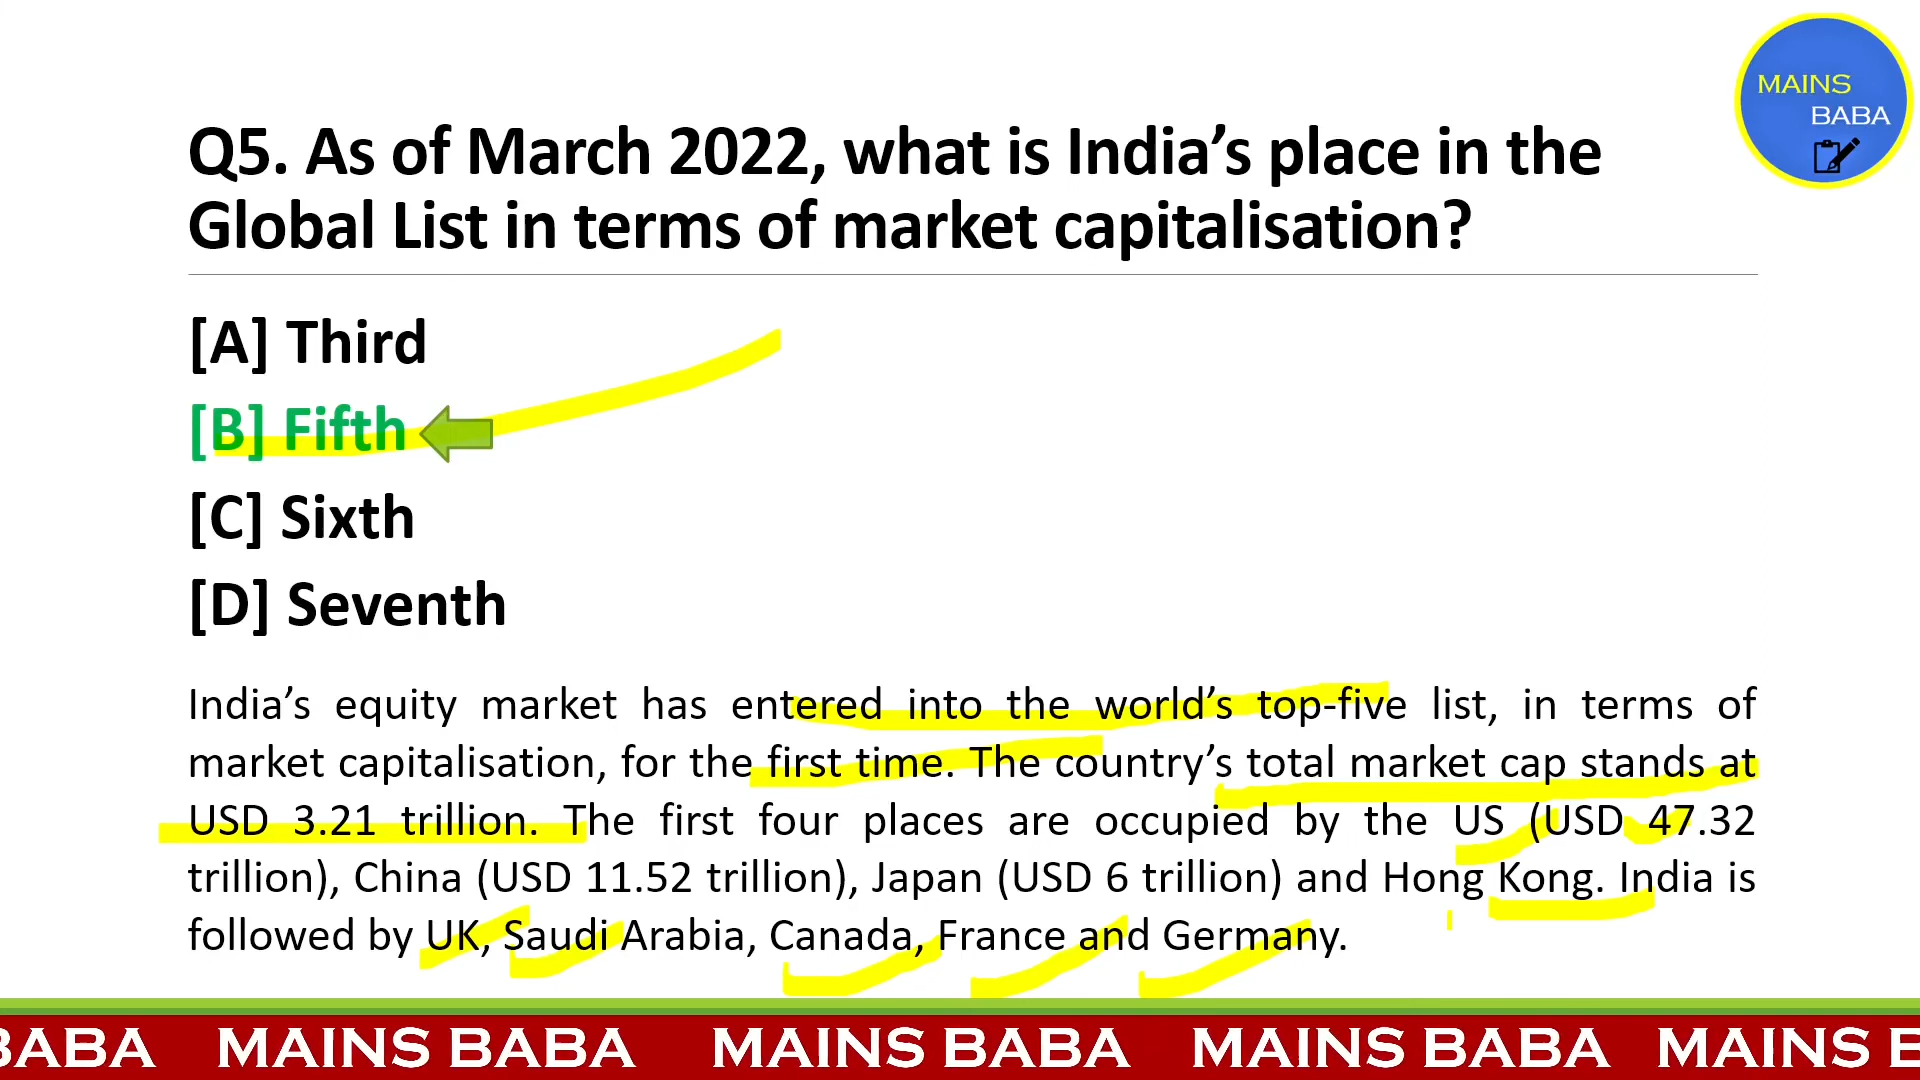 MAINS
BABA
Q5. As of March 2022, what is India’s place in the
Global List in terms of market capitalisation?
[A] Third
[B] Fifth
[C] Sixth
[D] Seventh
India’s equity market has entered into the world’s top-five list, in terms of
market capitalisation, for the first time. The country’s total market cap stands at
USD 3.21 trillion. The first four places are occupied by the US (USD 47.32
trillion), China (USD 11.52 trillion), Japan (USD 6 trillion) and Hong Kong. India is
followed by UK, Saudi Arabia, Canada, France and Germany.
BABA MAINS BABA MAINS BABA MAINS BABA MAINS B